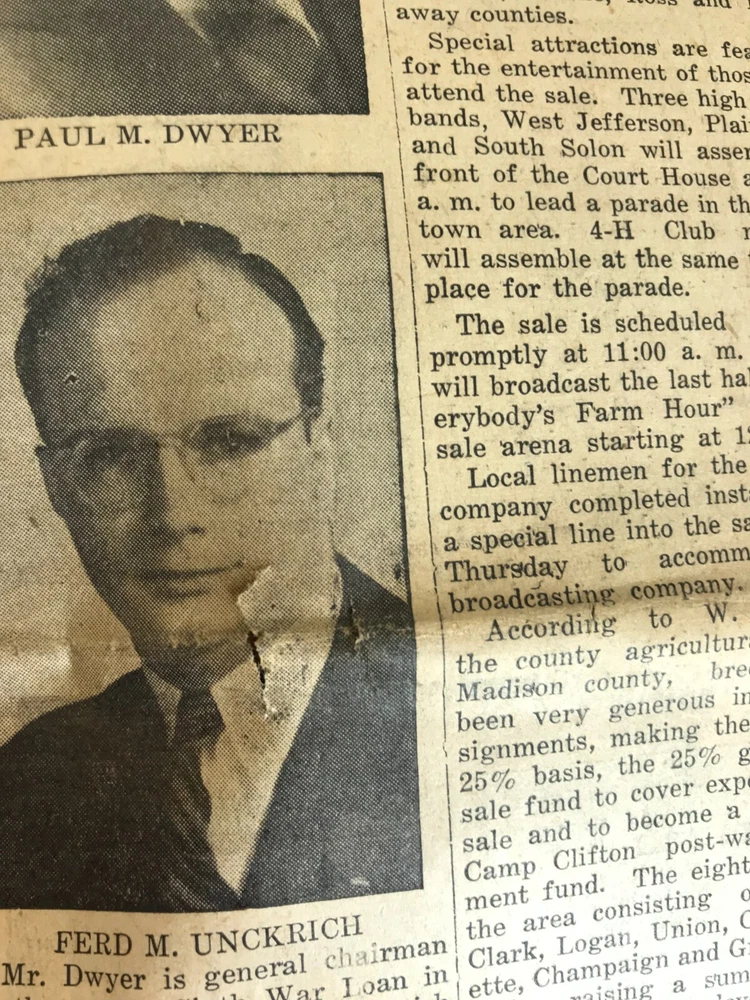 PAUL M. DWYER
FERD M. UNCKRICH
Mr. Dwyer is general chairman
War Loan in
away counties.
Special attractions are fea
for the entertainment of thos
attend the sale. Three high
bands, West Jefferson, Plai
and South Solon will assem
front of the Court House a
a. m. to lead a parade in th
town area. 4-H Club
will assemble at the same
place for the parade.
The sale is scheduled
promptly at 11:00 a. m.
will broadcast the last hal
erybody's Farm Hour"
sale arena starting at 1
Local linemen for the
company completed inst
a special line into the sa
Thursday to accomm
broadcasting company.
According to W.
the county agricultur
Madison county, bree
been very generous in
signments, making the
25% basis, the 25% g
sale fund to cover exp
sale and to become a
Camp Clifton post-wa
ment fund. The eight
the area consisting o
Clark, Logan, Union, C
ette, Champaign and G
raising a sum